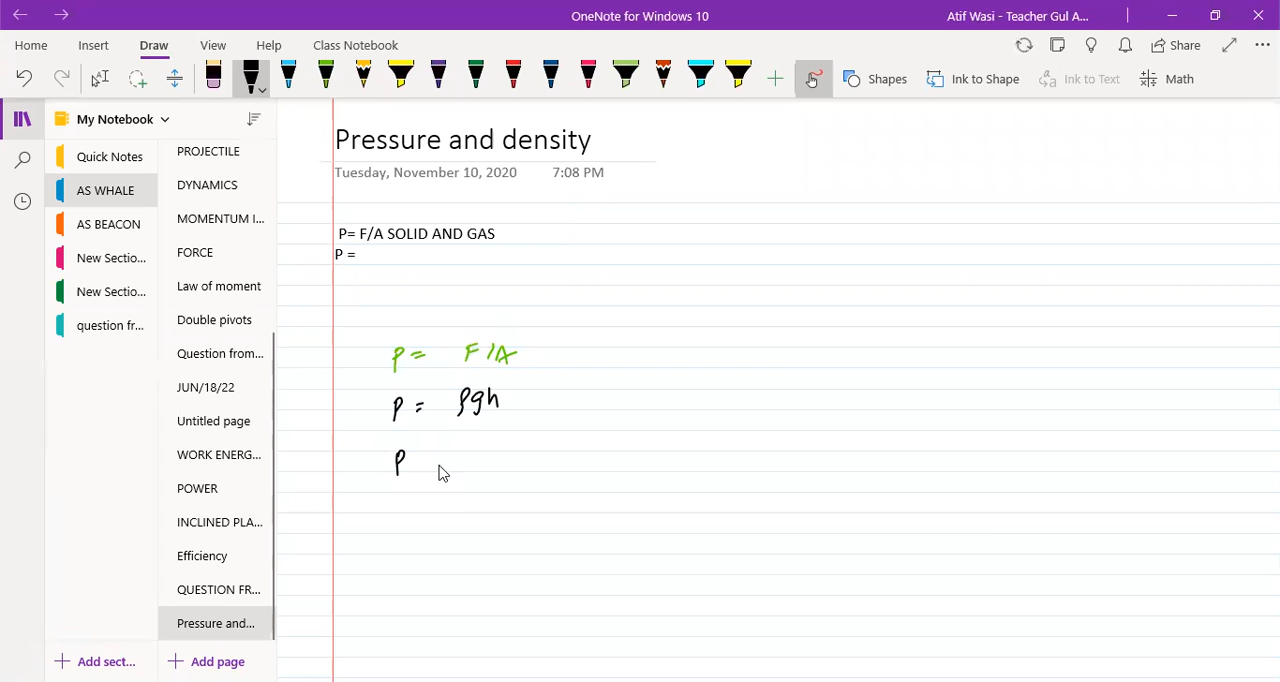 OneNote for Windows 10
Atif Wasi - Teacher Gul A...
Home Insert Draw View Help Class Notebook
Share
Shapes Ink to Shape Ink to Text Math
My Notebook
Quick Notes
AS WHALE
AS BEACON
New Sectio...
New Sectio...
question fr...
Add sect...
PROJECTILE
DYNAMICS
MOMENTUM I...
FORCE
Law of moment
Double pivots
Question from...
JUN/18/22
Untitled page
WORK ENERG...
POWER
INCLINED PLA...
Efficiency
QUESTION FR...
Pressure and...
Add page
Pressure and density
Tuesday, November 10, 2020 7:08 PM
P= F/A SOLID AND GAS
P =
P = F/A
P = ρgh
P